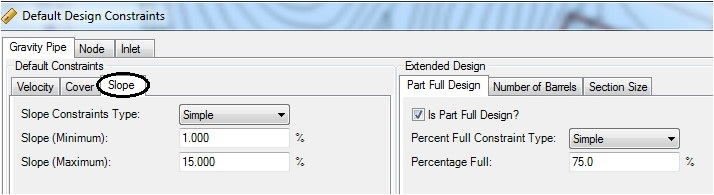 Default Design Constraints
Gravity Pipe Node Inlet
Default Constraints
Velocity Cover Slope
Slope Constraints Type: Simple
Slope (Minimum): 1.000 %
Slope (Maximum): 15.000 %
Extended Design
Part Full Design Number of Barrels Section Size
Is Part Full Design?
Percent Full Constraint Type: Simple
Percentage Full: 75.0 %